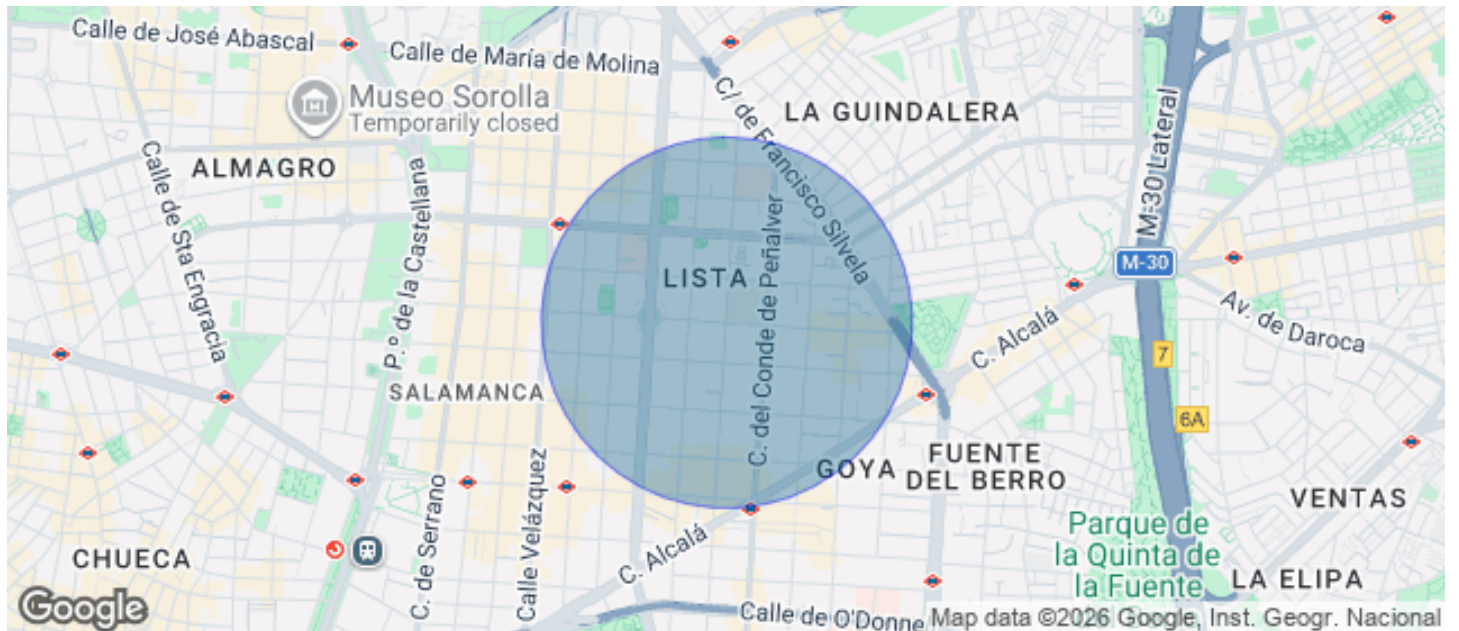 Calle de José Abascal
Calle de María de Molina
Museo Sorolla
Temporarily closed
C/ de Francisco Silvela
LA GUINDALERA
M-30 Lateral
ALMAGRO
Calle de Sta Engracia
P.º de la Castellana
C. del Conde de Peñalver
LISTA
M-30
Av. de Daroca
C. Alcalá
7
SALAMANCA
6A
GOYA
FUENTE
DEL BERRO
VENTAS
C. de Serrano
Calle Velázquez
C. Alcalá
Parque de
la Quinta de
la Fuente
CHUECA
LA ELIPA
Google
Calle de O'Donne
Map data ©2026 Google, Inst. Geogr. Nacional